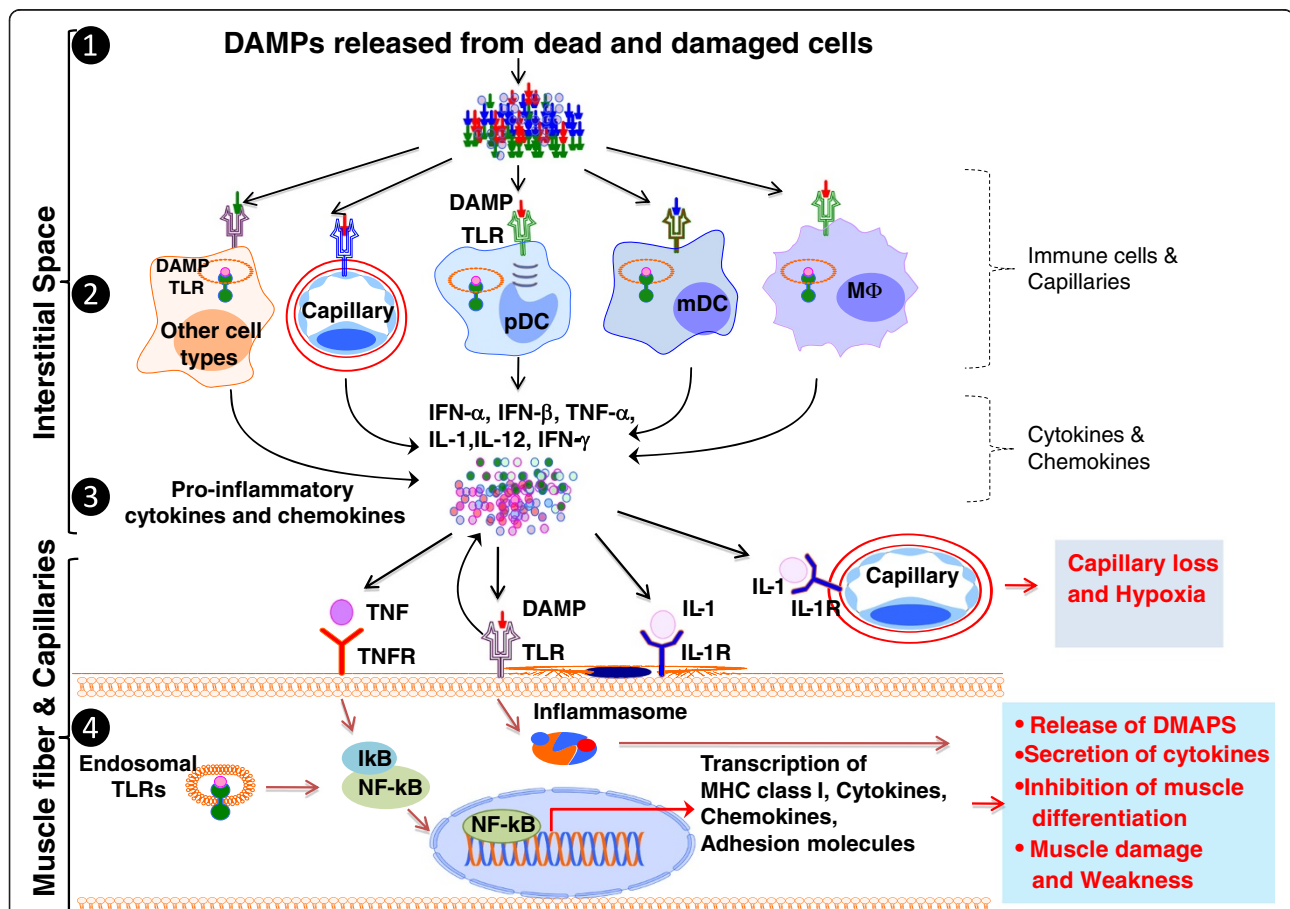 1
DAMPs released from dead and damaged cells
Interstitial Space
2
DAMP
TLR
DAMP
TLR
Other cell
types
Capillary
pDC
mDC
MΦ
Immune cells &
Capillaries
IFN-α, IFN-β, TNF-α,
IL-1,IL-12, IFN-γ
Cytokines &
Chemokines
3
Pro-inflammatory
cytokines and chemokines
Muscle fiber & Capillaries
TNF
TNFR
DAMP
TLR
IL-1
IL-1R
IL-1
IL-1R
Capillary
Capillary loss
and Hypoxia
4
Endosomal
TLRs
IkB
NF-kB
Inflammasome
NF-kB
Transcription of
MHC class I, Cytokines,
Chemokines,
Adhesion molecules
• Release of DMAPS
•Secretion of cytokines
•Inhibition of muscle
differentiation
• Muscle damage
and Weakness